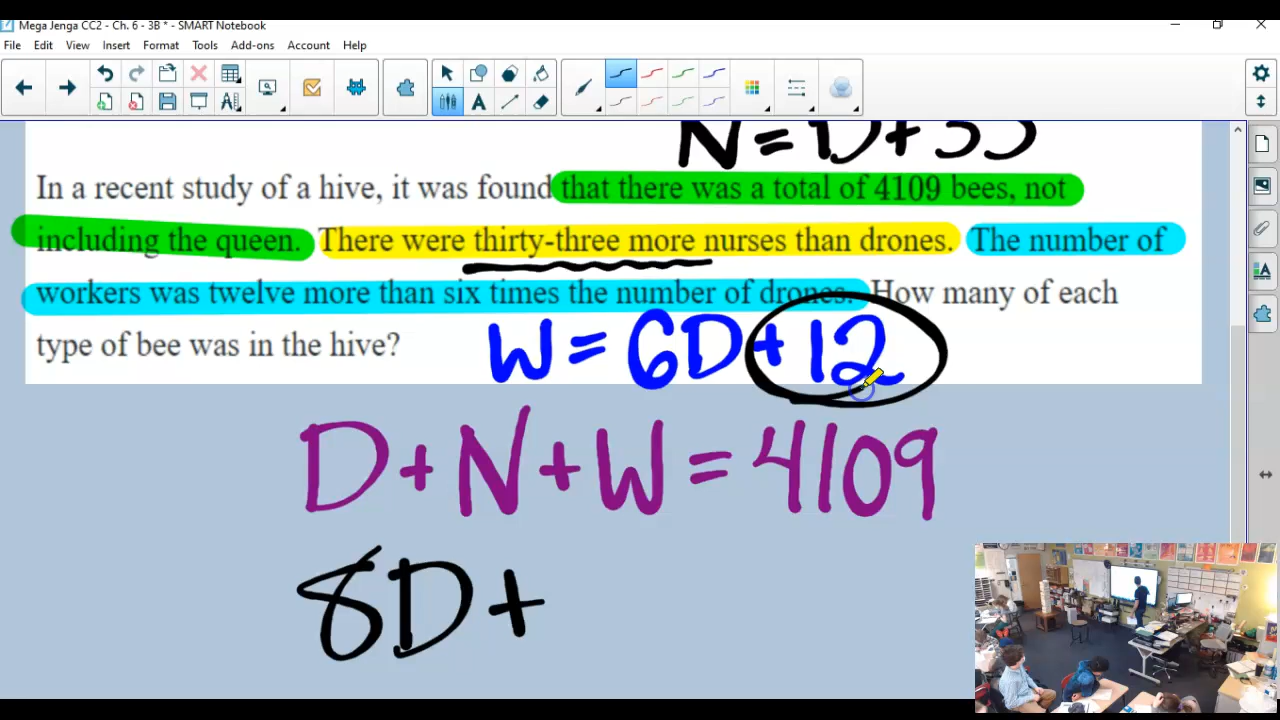 Mega Jenga CC2 - Ch. 6 - 3B * - SMART Notebook
File Edit View Insert Format Tools Add-ons Account Help
N=D+33
In a recent study of a hive, it was found that there was a total of 4109 bees, not
including the queen. There were thirty-three more nurses than drones. The number of
workers was twelve more than six times the number of drones. How many of each
type of bee was in the hive?
W=6D+12
D+N+W=4109
8D+